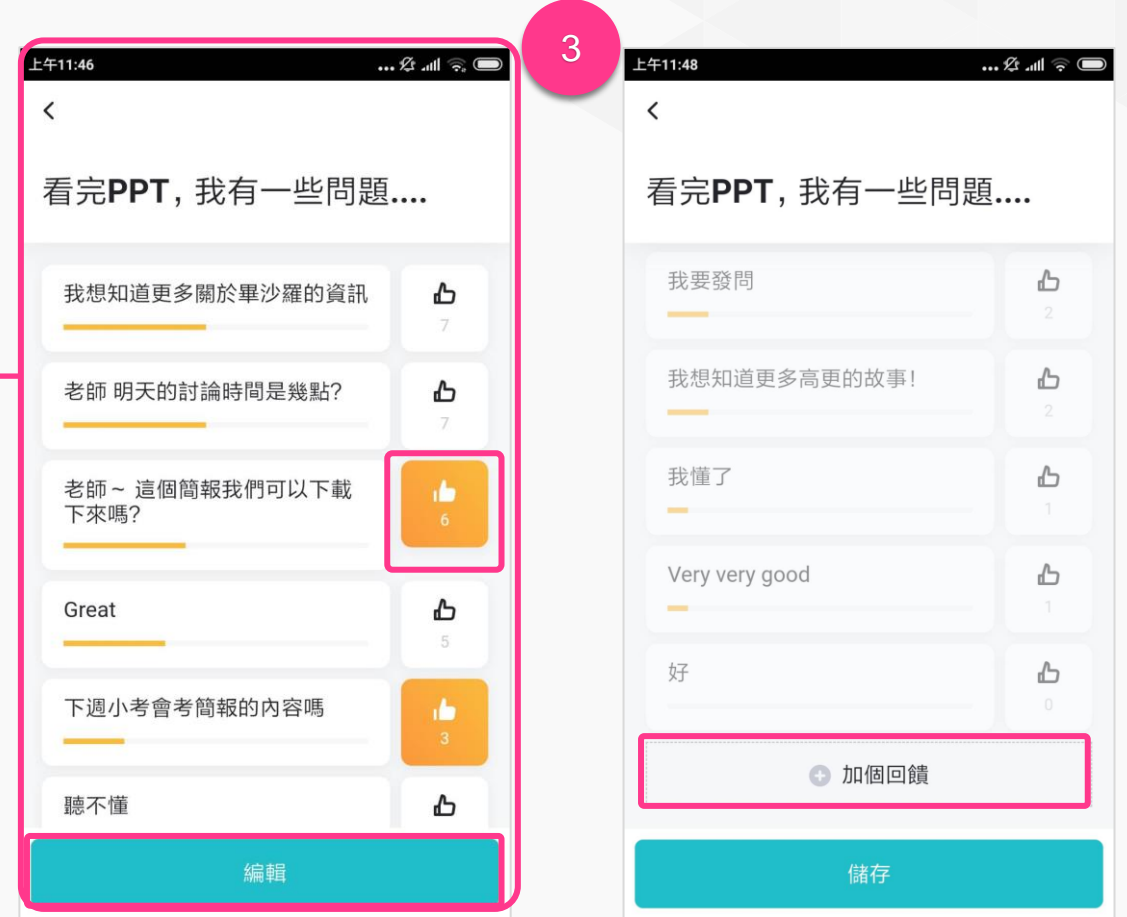 3
上午11:46
看完PPT，我有一些問題....
我想知道更多關於畢沙羅的資訊
7
老師 明天的討論時間是幾點?
7
老師～ 這個簡報我們可以下載
下來嗎?
6
Great
5
下週小考會考簡報的內容嗎
3
聽不懂
編輯
上午11:48
看完PPT，我有一些問題....
我要發問
2
我想知道更多高更的故事!
2
我懂了
1
Very very good
1
好
0
加個回饋
儲存